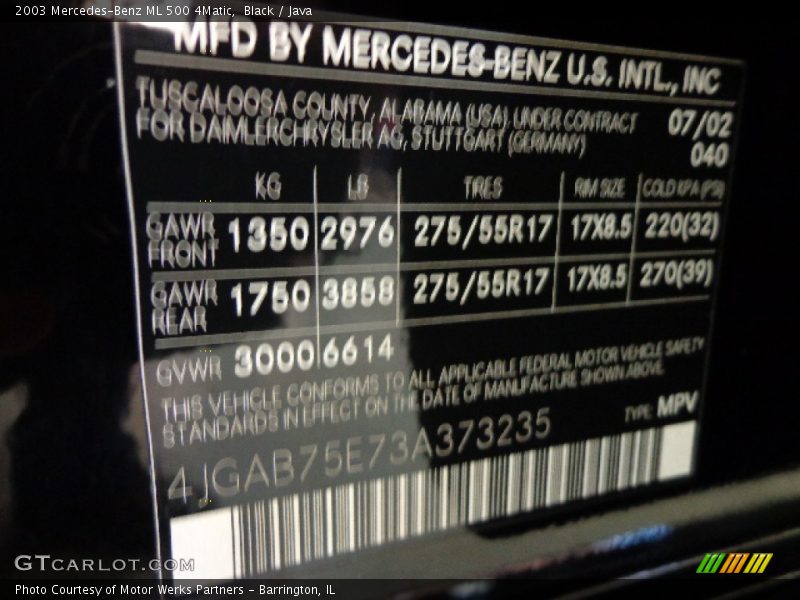 2003 Mercedes-Benz ML 500 4Matic,  Black / Java
MFD BY MERCEDES-BENZ U.S. INTL., INC
TUSCALOOSA COUNTY, ALABAMA (USA), UNDER CONTRACT 07/02
FOR DAIMLERCHRYSLER AG, STUTTGART (GERMANY) 040
KG LB TIRES RIM SIZE COLD KPA (PSI)
GAWR FRONT 1350 2976 275/55R17 17X8.5 220(32)
GAWR REAR 1750 3858 275/55R17 17X8.5 270(39)
GVWR 3000 6614
THIS VEHICLE CONFORMS TO ALL APPLICABLE FEDERAL MOTOR VEHICLE SAFETY
STANDARDS IN EFFECT ON THE DATE OF MANUFACTURE SHOWN ABOVE.
4JGAB75E73A373235 TYPE: MPV
GTCARLOT.COM
Photo Courtesy of Motor Werks Partners - Barrington, IL